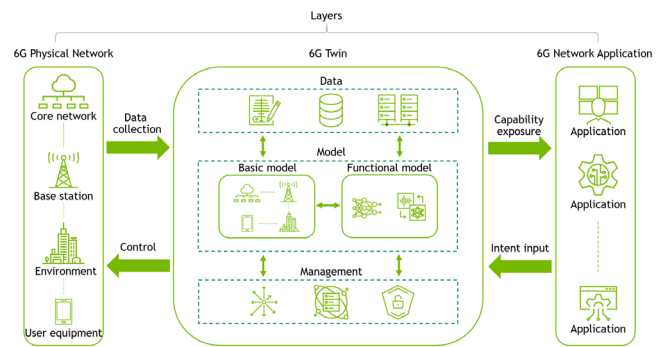 Layers
6G Physical Network
6G Twin
6G Network Application
Core network
Base station
Environment
User equipment
Data
collection
Control
Data
Model
Basic model
Functional model
Management
Capability
exposure
Intent input
Application
Application
Application